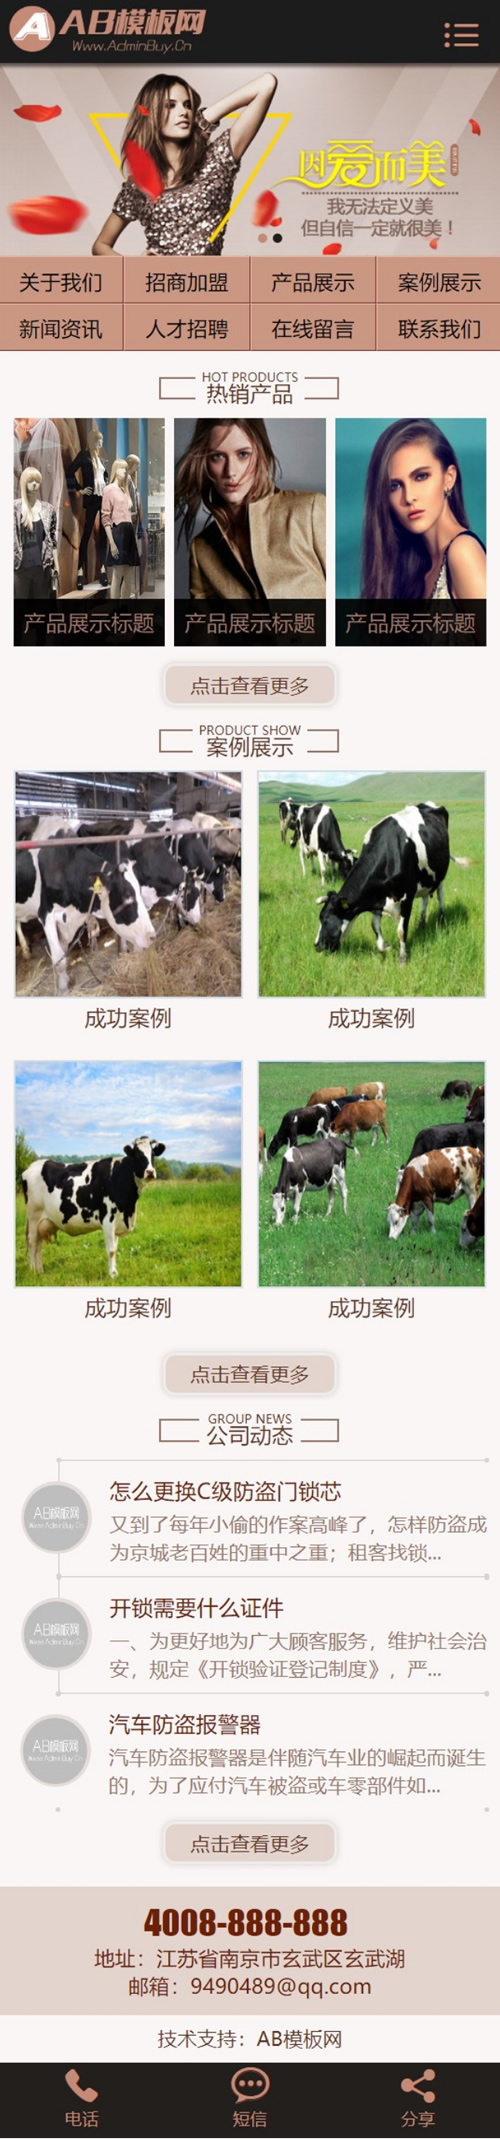 AB模板网
Www.AdminBuy.Cn
因爱而美
我无法定义美
但自信一定就很美！
关于我们 招商加盟 产品展示 案例展示
新闻资讯 人才招聘 在线留言 联系我们
HOT PRODUCTS
热销产品
产品展示标题 产品展示标题 产品展示标题
点击查看更多
PRODUCT SHOW
案例展示
成功案例 成功案例
成功案例 成功案例
点击查看更多
GROUP NEWS
公司动态
AB模板网
Www.AdminBuy.Cn
怎么更换C级防盗门锁芯
又到了每年小偷的作案高峰了，怎样防盗成
为京城老百姓的重中之重；租客找锁...
AB模板网
Www.AdminBuy.Cn
开锁需要什么证件
一、为更好地为广大顾客服务，维护社会治
安，规定《开锁验证登记制度》，严...
AB模板网
Www.AdminBuy.Cn
汽车防盗报警器
汽车防盗报警器是伴随汽车业的崛起而诞生
的，为了应付汽车被盗或车零部件如...
点击查看更多
4008-888-888
地址：江苏省南京市玄武区玄武湖
邮箱：9490489@qq.com
技术支持：AB模板网
电话 短信 分享